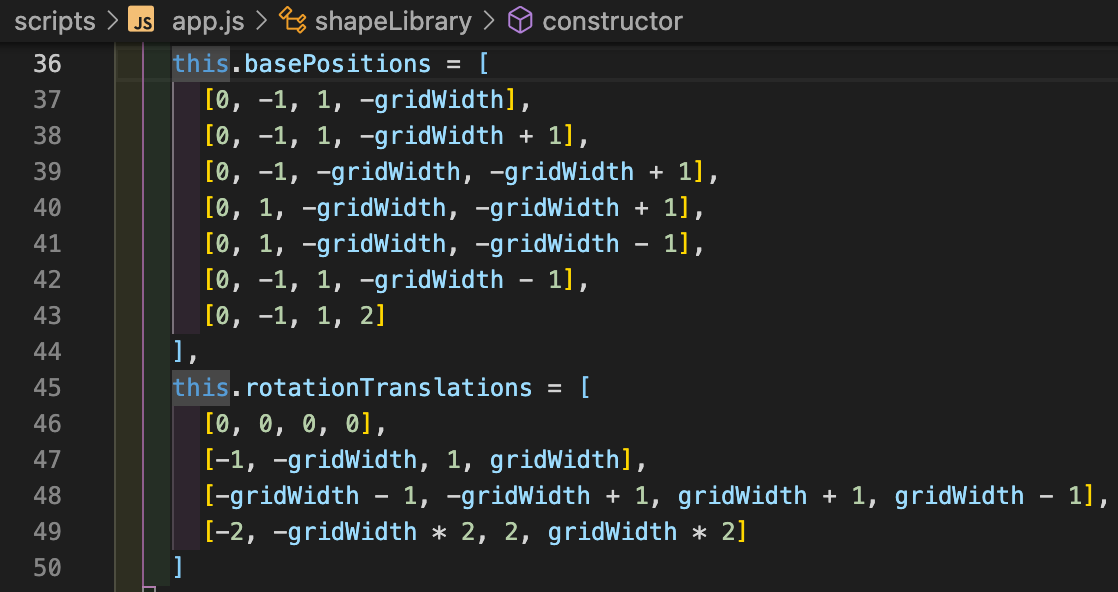 scripts > JS app.js > shapeLibrary > constructor
36 this.basePositions = [
37 [0, -1, 1, -gridWidth],
38 [0, -1, 1, -gridWidth + 1],
39 [0, -1, -gridWidth, -gridWidth + 1],
40 [0, 1, -gridWidth, -gridWidth + 1],
41 [0, 1, -gridWidth, -gridWidth - 1],
42 [0, -1, 1, -gridWidth - 1],
43 [0, -1, 1, 2]
44 ],
45 this.rotationTranslations = [
46 [0, 0, 0, 0],
47 [-1, -gridWidth, 1, gridWidth],
48 [-gridWidth - 1, -gridWidth + 1, gridWidth + 1, gridWidth - 1],
49 [-2, -gridWidth * 2, 2, gridWidth * 2]
50 ]